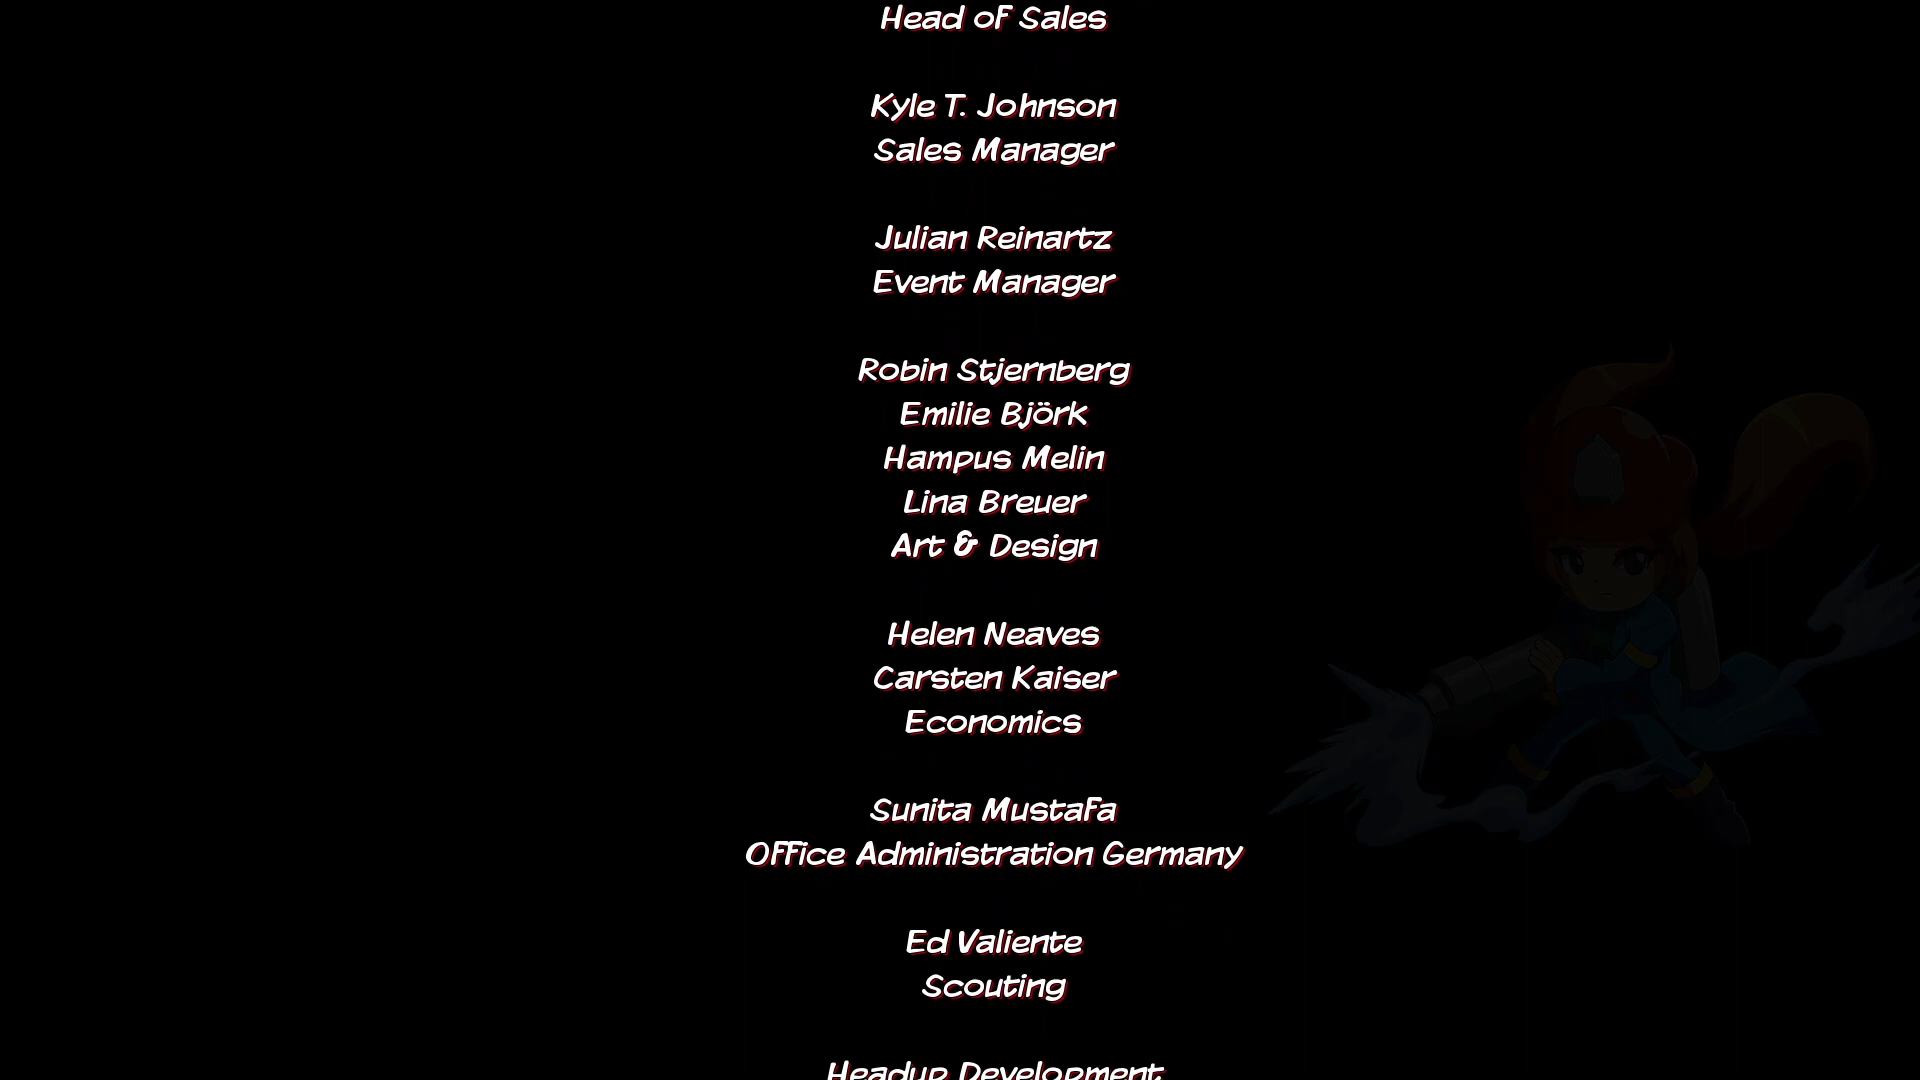 Head of Sales
Kyle T. Johnson
Sales Manager
Julian Reinartz
Event Manager
Robin Stjernberg
Emilie Björk
Hampus Melin
Lina Breuer
Art & Design
Helen Neaves
Carsten Kaiser
Economics
Sunita Mustafa
Office Administration Germany
Ed Valiente
Scouting
Headup Development